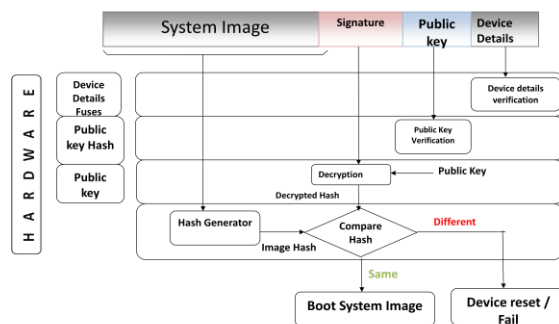 System Image
Signature
Public
key
Device
Details
HARDWARE
Device
Details
Fuses
Device details
verification
Public
key Hash
Public Key
Verification
Public
key
Decryption
Public Key
Decrypted Hash
Hash Generator
Image Hash
Compare
Hash
Different
Same
Boot System Image
Device reset /
Fail